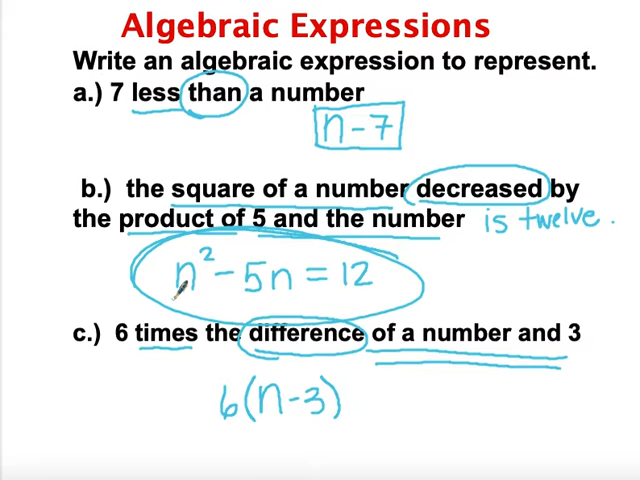 Algebraic Expressions
Write an algebraic expression to represent.
a.) 7 less than a number
n - 7
b.) the square of a number decreased by
the product of 5 and the number is twelve.
n² - 5n = 12
c.) 6 times the difference of a number and 3
6(n - 3)